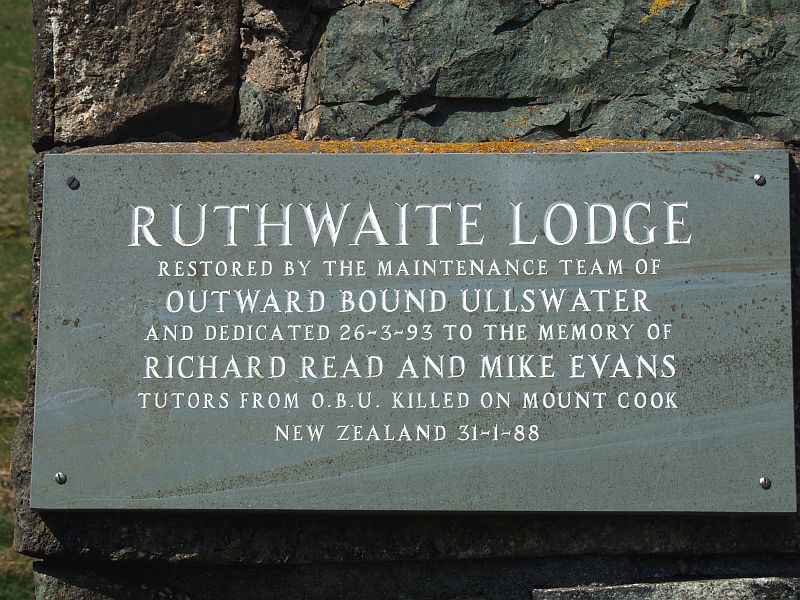 RUTHWAITE LODGE
RESTORED BY THE MAINTENANCE TEAM OF
OUTWARD BOUND ULLSWATER
AND DEDICATED 26-3-93 TO THE MEMORY OF
RICHARD READ AND MIKE EVANS
TUTORS FROM O.B.U. KILLED ON MOUNT COOK
NEW ZEALAND 31-1-88